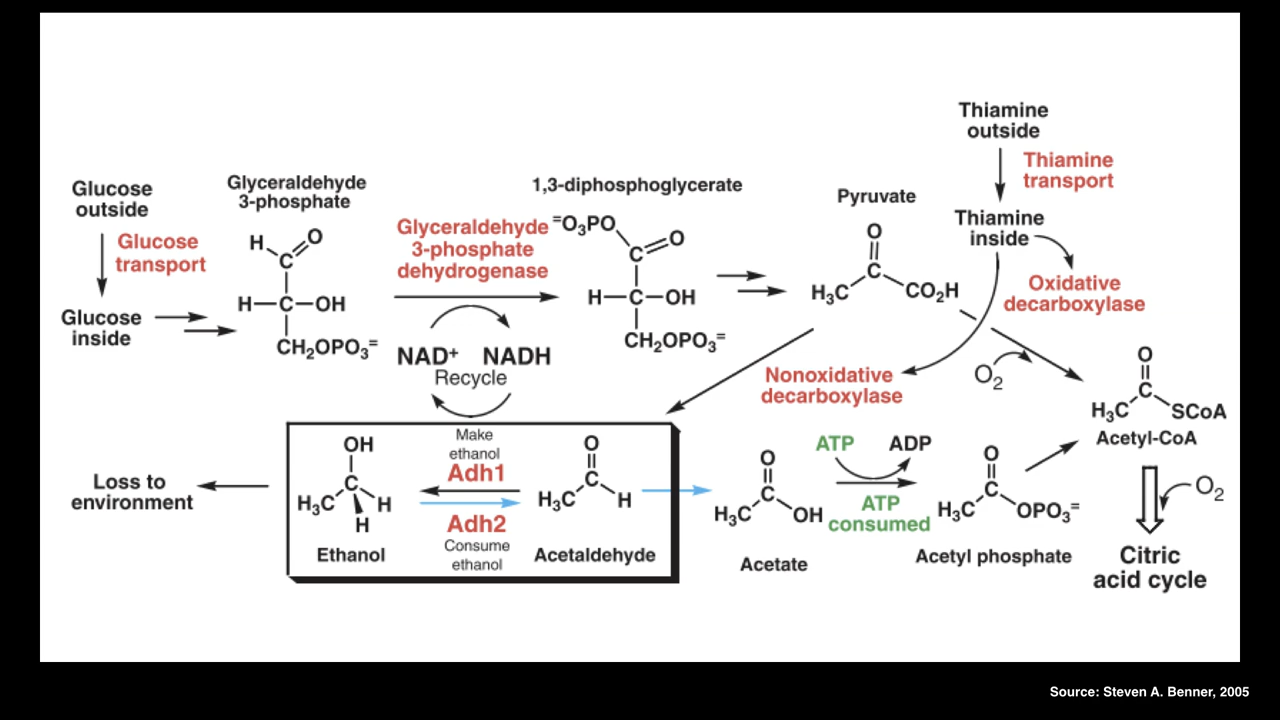 Thiamine
outside
Thiamine
transport
Thiamine
inside
Oxidative
decarboxylase
Glucose
outside
Glucose
transport
Glucose
inside
Glyceraldehyde
3-phosphate
H
O
C
H—C—OH
CH₂OPO₃⁼
Glyceraldehyde
3-phosphate
dehydrogenase
NAD⁺ NADH
Recycle
1,3-diphosphoglycerate
⁼O₃PO
O
C
H—C—OH
CH₂OPO₃⁼
Pyruvate
O
C
H₃C
CO₂H
Nonoxidative
decarboxylase
O₂
O
C
H₃C
SCoA
Acetyl-CoA
O₂
Citric
acid cycle
Loss to
environment
OH
C
H₃C
H
H
Ethanol
Make
ethanol
Adh1
Adh2
Consume
ethanol
O
C
H₃C
H
Acetaldehyde
O
C
H₃C
OH
Acetate
ATP
ADP
ATP
consumed
O
C
H₃C
OPO₃⁼
Acetyl phosphate
Source: Steven A. Benner, 2005